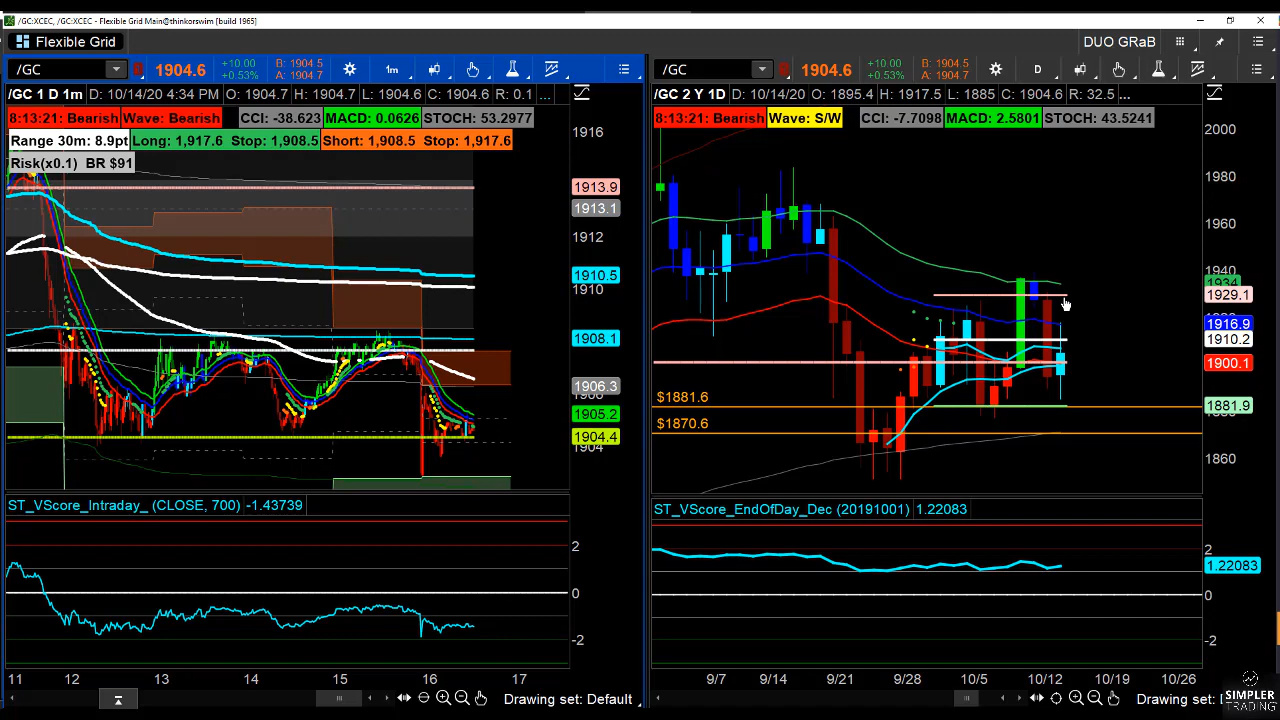 /GC:XCEC, /GC:XCEC - Flexible Grid Main@thinkorswim [build 1965]
Flexible Grid
DUO GRaB
/GC
1904.6
+10.00
+0.53%
B: 1904.5
A: 1904.7
1m
/GC
1904.6
+10.00
+0.53%
B: 1904.5
A: 1904.7
D
/GC 1 D 1m D: 10/14/20 4:34 PM O: 1904.7 H: 1904.7 L: 1904.6 C: 1904.6 R: 0.1 ...
8:13:21: Bearish Wave: Bearish CCI: -38.623 MACD: 0.0626 STOCH: 53.2977
Range 30m: 8.9pt Long: 1,917.6 Stop: 1,908.5 Short: 1,908.5 Stop: 1,917.6
Risk(x0.1) BR $91
1916
1913.9
1913.1
1912
1910.5
1910
1908.1
1906.3
1905.2
1904.4
1904
ST_VScore_Intraday_ (CLOSE, 700) -1.43739
2
0
-2
11 12 13 14 15 16 17
Drawing set: Default
/GC 2 Y 1D D: 10/14/20 O: 1895.4 H: 1917.5 L: 1885 C: 1904.6 R: 32.5 ...
8:13:21: Bearish Wave: S/W CCI: -7.7098 MACD: 2.5801 STOCH: 43.5241
2000
1980
1960
1940
1929.1
1916.9
1910.2
1900.1
1881.9
1860
$1881.6
$1870.6
ST_VScore_EndOfDay_Dec (20191001) 1.22083
2
1.22083
0
-2
9/7 9/14 9/21 9/28 10/5 10/12 10/19 10/26
Drawing set:
SIMPLER
TRADING